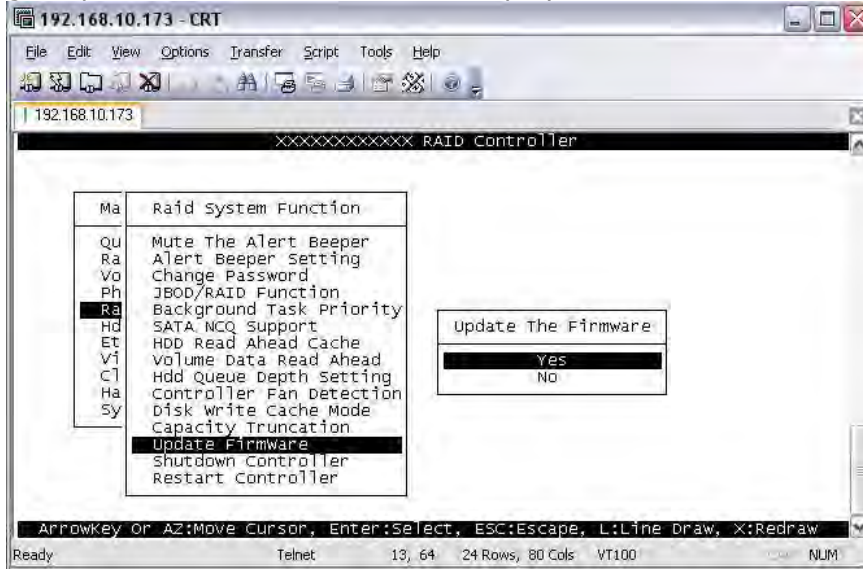 192.168.10.173 - CRT
File Edit View Options Transfer Script Tools Help
192.168.10.173
XXXXXXXXXXXX RAID Controller
Ma
Qu
Ra
Vo
Ph
Ra
Hd
Et
Vi
Cl
Ha
Sy
Raid System Function
Mute The Alert Beeper
Alert Beeper Setting
Change Password
JBOD/RAID Function
Background Task Priority
SATA NCQ Support
HDD Read Ahead Cache
Volume Data Read Ahead
Hdd Queue Depth Setting
Controller Fan Detection
Disk Write Cache Mode
Capacity Truncation
Update Firmware
Shutdown Controller
Restart Controller
Update The Firmware
Yes
No
ArrowKey Or AZ:Move Cursor, Enter:Select, ESC:Escape, L:Line Draw, X:Redraw
Ready Telnet 13, 64 24 Rows, 80 Cols VT100 NUM